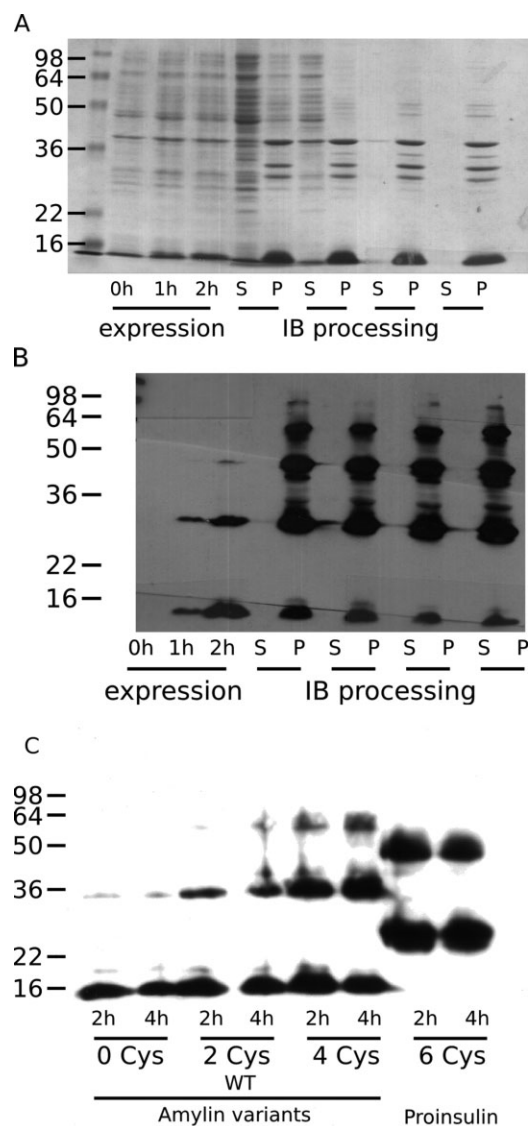 A
98
64
50
36
22
16
0h 1h 2h S P S P S P S P
expression IB processing
B
98
64
50
36
22
16
0h 1h 2h S P S P S P S P
expression IB processing
C
98
64
50
36
22
16
2h 4h 2h 4h 2h 4h 2h 4h
0 Cys 2 Cys 4 Cys 6 Cys
WT
Amylin variants Proinsulin